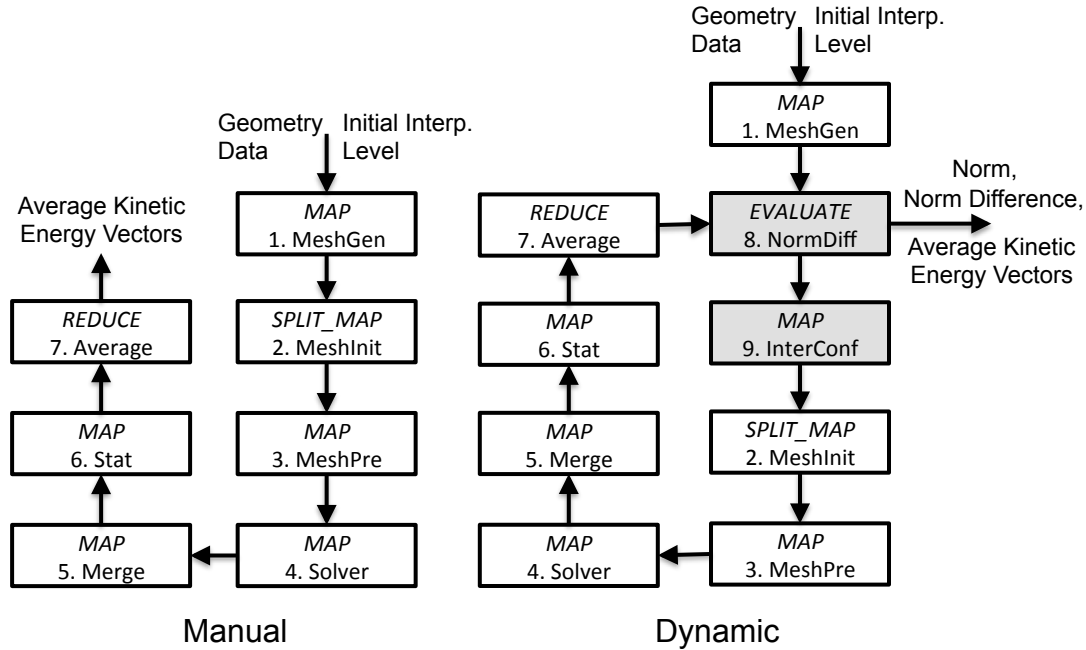 Geometry Data
Initial Interp. Level
MAP
1. MeshGen
SPLIT_MAP
2. MeshInit
MAP
3. MeshPre
MAP
4. Solver
MAP
5. Merge
MAP
6. Stat
REDUCE
7. Average
Average Kinetic
Energy Vectors
Manual
Geometry Data
Initial Interp. Level
MAP
1. MeshGen
EVALUATE
8. NormDiff
Norm,
Norm Difference,
Average Kinetic
Energy Vectors
MAP
9. InterConf
SPLIT_MAP
2. MeshInit
MAP
3. MeshPre
MAP
4. Solver
MAP
5. Merge
MAP
6. Stat
REDUCE
7. Average
Dynamic